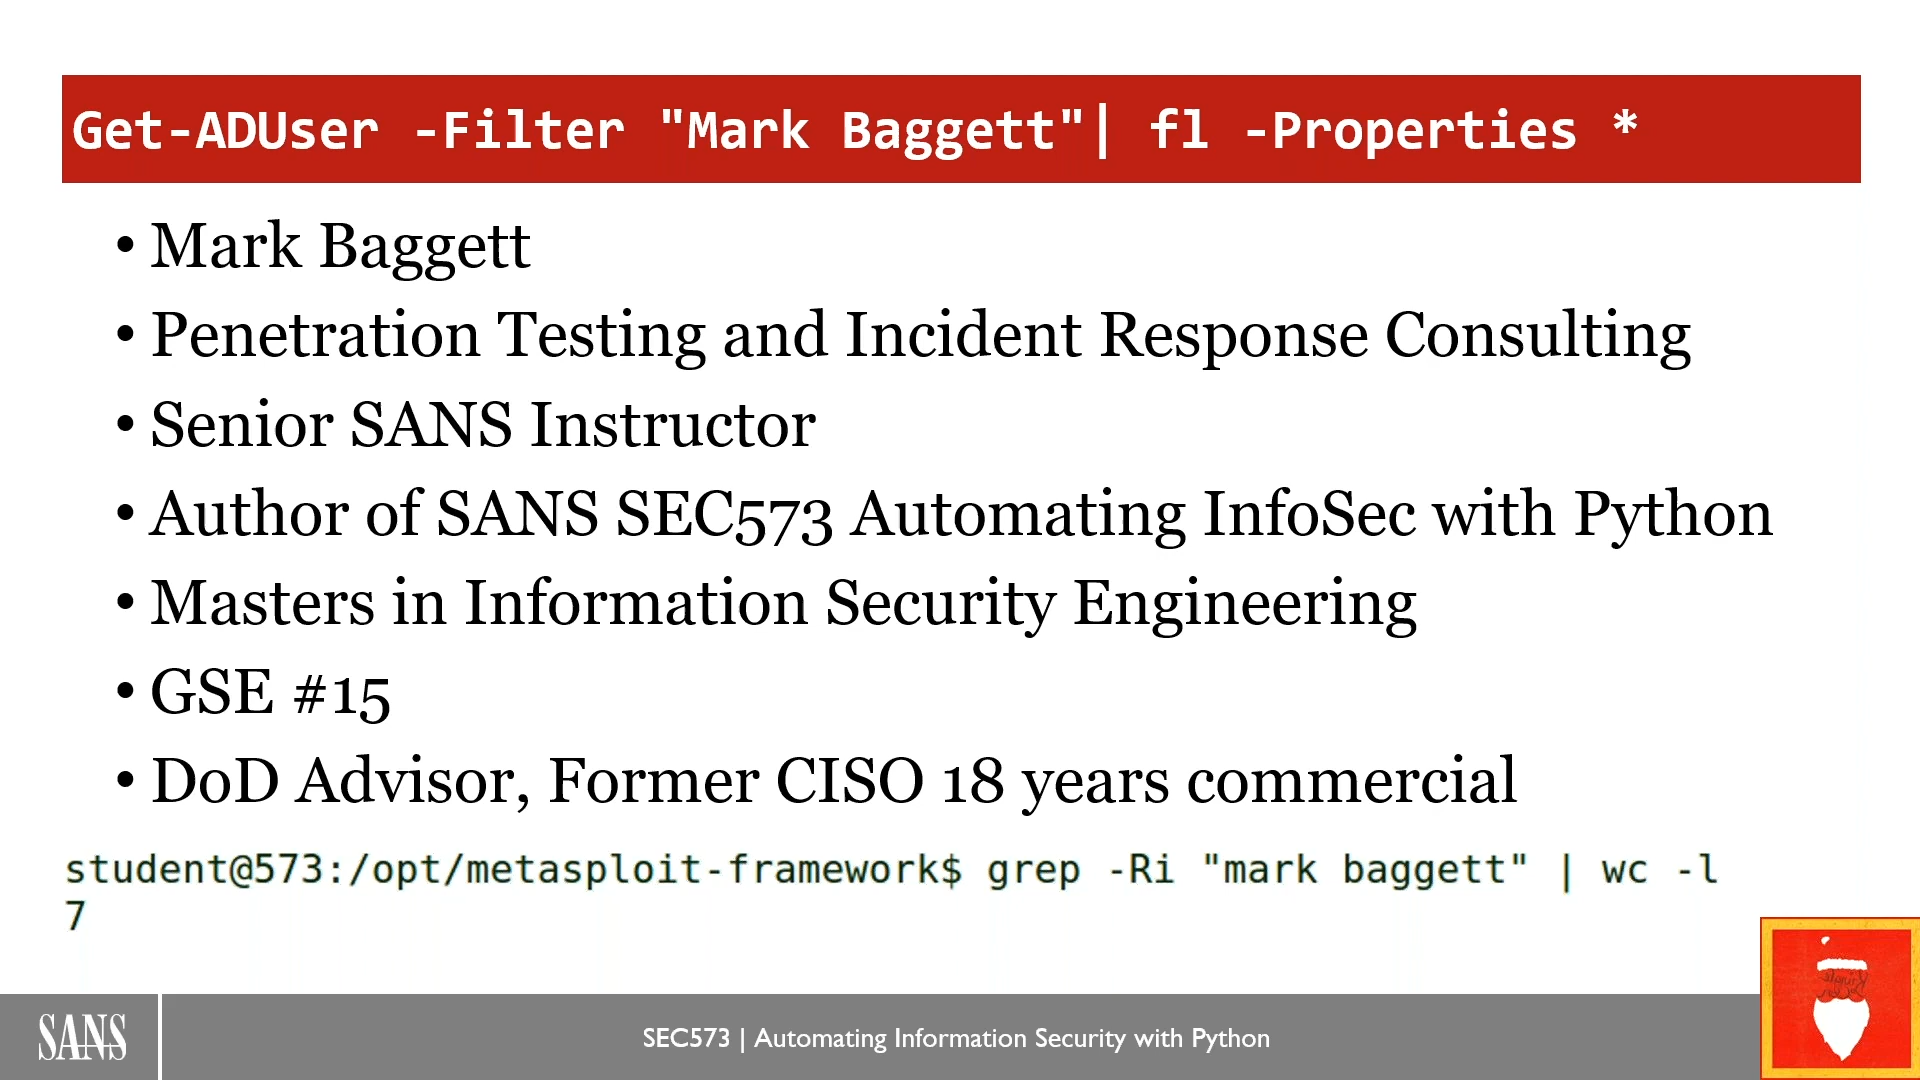 Get-ADUser -Filter "Mark Baggett"| fl -Properties *
• Mark Baggett
• Penetration Testing and Incident Response Consulting
• Senior SANS Instructor
• Author of SANS SEC573 Automating InfoSec with Python
• Masters in Information Security Engineering
• GSE #15
• DoD Advisor, Former CISO 18 years commercial
student@573:/opt/metasploit-framework$ grep -Ri "mark baggett" | wc -l
7
SANS
SEC573 | Automating Information Security with Python